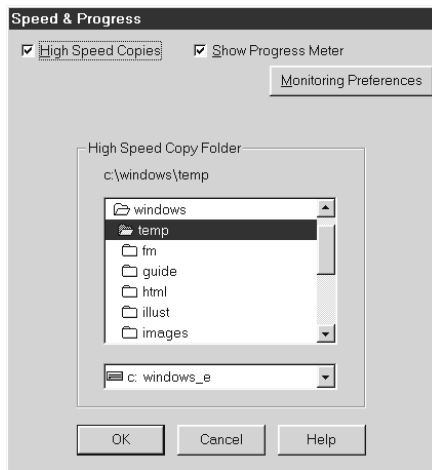 Speed & Progress
High Speed Copies Show Progress Meter
Monitoring Preferences
High Speed Copy Folder
c:\windows\temp
windows
temp
fm
guide
html
illust
images
c: windows_e
OK Cancel Help